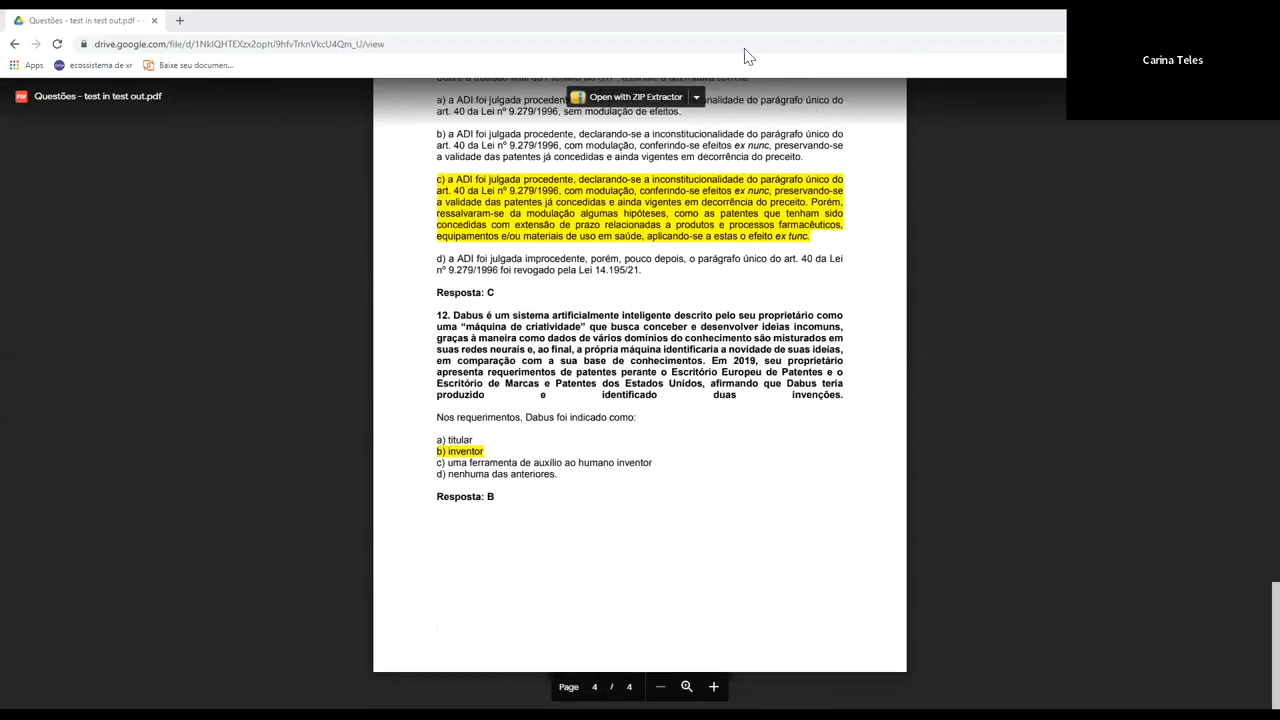 Questões - test in test out.pdf -
drive.google.com/file/d/1NkIQHTEXzx2ophJ9hfvTrknVkcU4Qm_U/view
Apps ecossistema de xr Baixe seu documen...
Carina Teles
Questões - test in test out.pdf
Open with ZIP Extractor
a) a ADI foi julgada procedente nalidade do parágrafo único do
art. 40 da Lei nº 9.279/1996, sem modulação de efeitos.
b) a ADI foi julgada procedente, declarando-se a inconstitucionalidade do parágrafo único do
art. 40 da Lei nº 9.279/1996, com modulação, conferindo-se efeitos ex nunc, preservando-se
a validade das patentes já concedidas e ainda vigentes em decorrência do preceito.
c) a ADI foi julgada procedente, declarando-se a inconstitucionalidade do parágrafo único do
art. 40 da Lei nº 9.279/1996, com modulação, conferindo-se efeitos ex nunc, preservando-se
a validade das patentes já concedidas e ainda vigentes em decorrência do preceito. Porém,
ressalvaram-se da modulação algumas hipóteses, como as patentes que tenham sido
concedidas com extensão de prazo relacionadas a produtos e processos farmacêuticos,
equipamentos e/ou materiais de uso em saúde, aplicando-se a estas o efeito ex tunc.
d) a ADI foi julgada improcedente, porém, pouco depois, o parágrafo único do art. 40 da Lei
nº 9.279/1996 foi revogado pela Lei 14.195/21.
Resposta: C
12. Dabus é um sistema artificialmente inteligente descrito pelo seu proprietário como
uma “máquina de criatividade” que busca conceber e desenvolver ideias incomuns,
graças à maneira como dados de vários domínios do conhecimento são misturados em
suas redes neurais e, ao final, a própria máquina identificaria a novidade de suas ideias,
em comparação com a sua base de conhecimentos. Em 2019, seu proprietário
apresenta requerimentos de patentes perante o Escritório Europeu de Patentes e o
Escritório de Marcas e Patentes dos Estados Unidos, afirmando que Dabus teria
produzido e identificado duas invenções.
Nos requerimentos, Dabus foi indicado como:
a) titular
b) inventor
c) uma ferramenta de auxílio ao humano inventor
d) nenhuma das anteriores.
Resposta: B
Page 4 / 4